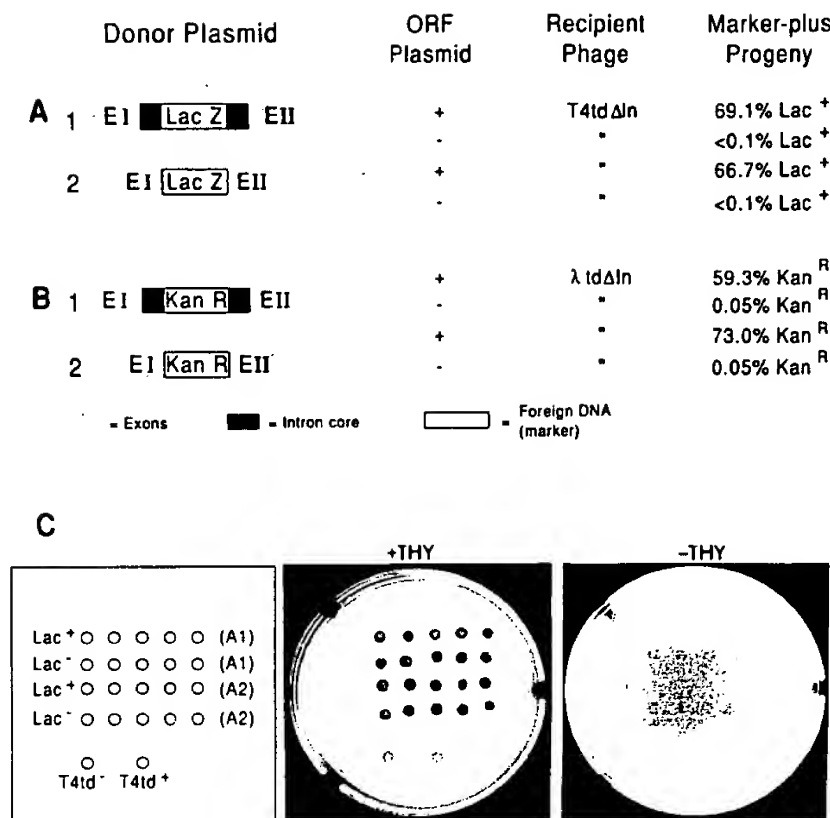 Donor Plasmid
ORF Plasmid
Recipient Phage
Marker-plus Progeny
A 1 EI Lac Z EII + T4tdΔIn 69.1% Lac +
- " <0.1% Lac +
2 EI Lac Z EII + " 66.7% Lac +
- " <0.1% Lac +
B 1 EI Kan R EII + λtdΔIn 59.3% Kan R
- " 0.05% Kan R
2 EI Kan R EII + " 73.0% Kan R
- " 0.05% Kan R
= Exons = Intron core = Foreign DNA (marker)
C
+THY -THY
Lac + (A1)
Lac - (A1)
Lac + (A2)
Lac - (A2)
T4td - T4td +